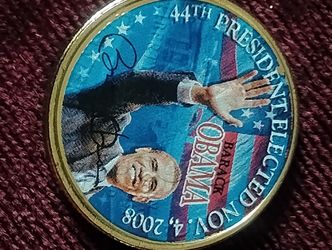 44TH PRESIDENT ELECTED NOV. 4, 2008
BARACK
OBAMA